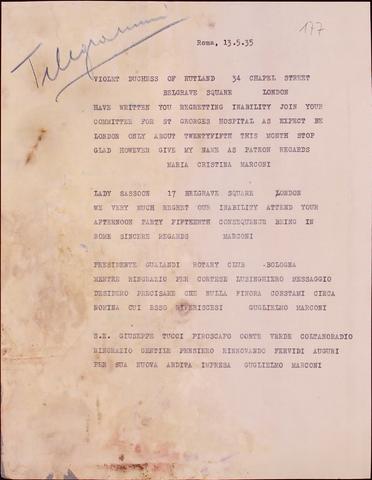 Telegrammi
177
Roma, 13.5.35
VIOLET DUCHESS OF RUTLAND 34 CHAPEL STREET
BELGRAVE SQUARE LONDON
HAVE WRITTEN YOU REGRETTING INABILITY JOIN YOUR
COMMITTEE FOR ST GEORGES HOSPITAL AS EXPECT BE
LONDON ONLY ABOUT TWENTYFIFTH THIS MONTH STOP
GLAD HOWEVER GIVE MY NAME AS PATRON REGARDS
MARIA CRISTINA MARCONI
LADY SASSOON 17 BELGRAVE SQUARE LONDON
WE VERY MUCH REGRET OUR INABILITY ATTEND YOUR
AFTERNOON PARTY FIFTEENTH CONSEQUENCE BEING IN
ROME SINCERE REGARDS MARCONI
PRESIDENTE GUALANDI ROTARY CLUB -BOLOGNA
MENTRE RINGRAZIO PER CORTESE LUSINGHIERO MESSAGGIO
DESIDERO PRECISARE CHE NULLA FINORA CONSTAMI CIRCA
NOMINA CUI ESSO RIFERISCESI GUGLIELMO MARCONI
S.E. GIUSEPPE TUCCI PIROSCAFO CONTE VERDE COLTANORADIO
RINGRAZIO GENTILE PENSIERO RINNOVANDO FERVIDI AUGURI
PER SUA NUOVA ARDITA IMPRESA GUGLIELMO MARCONI